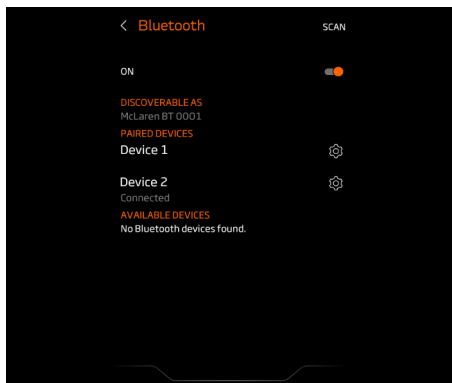 Bluetooth SCAN
ON
DISCOVERABLE AS
McLaren BT 0001
PAIRED DEVICES
Device 1
Device 2
Connected
AVAILABLE DEVICES
No Bluetooth devices found.